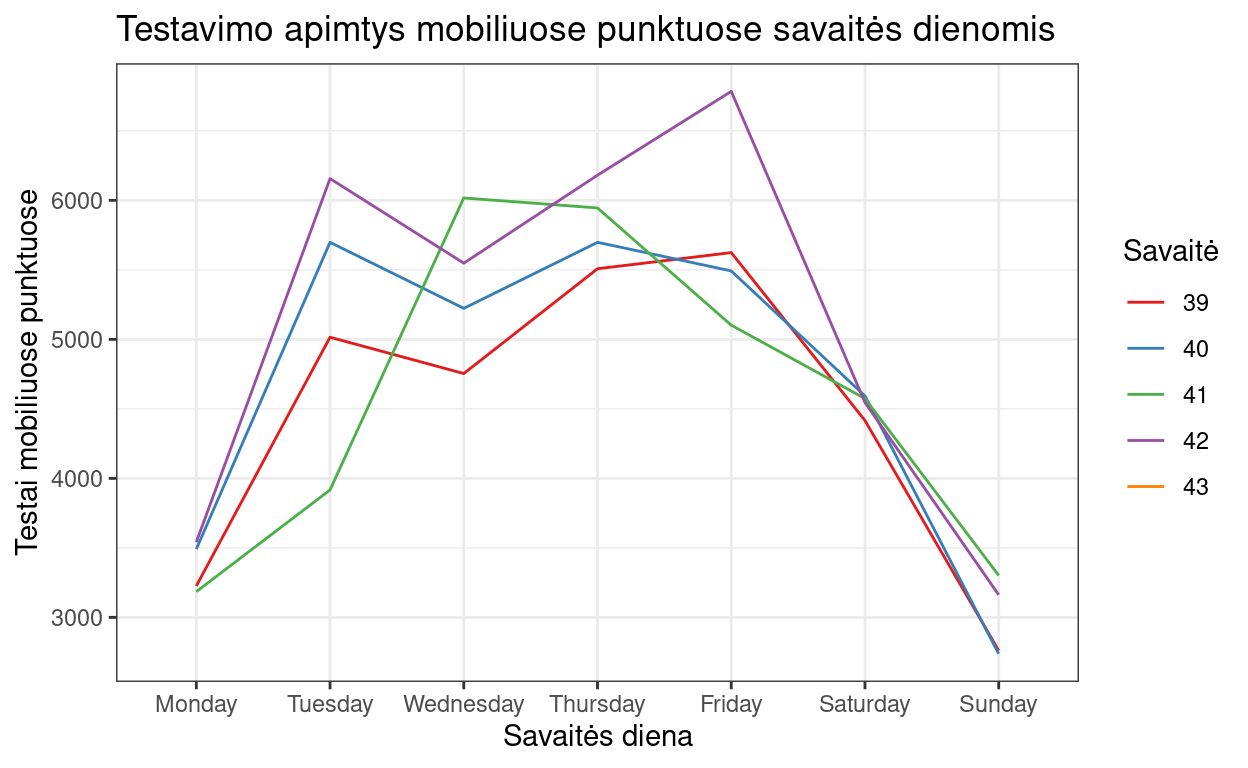 Testavimo apimtys mobiliuose punktuose savaitės dienomis
Testai mobiliuose punktuose
6000
5000
4000
3000
Monday Tuesday Wednesday Thursday Friday Saturday Sunday
Savaitės diena
Savaitė
39
40
41
42
43